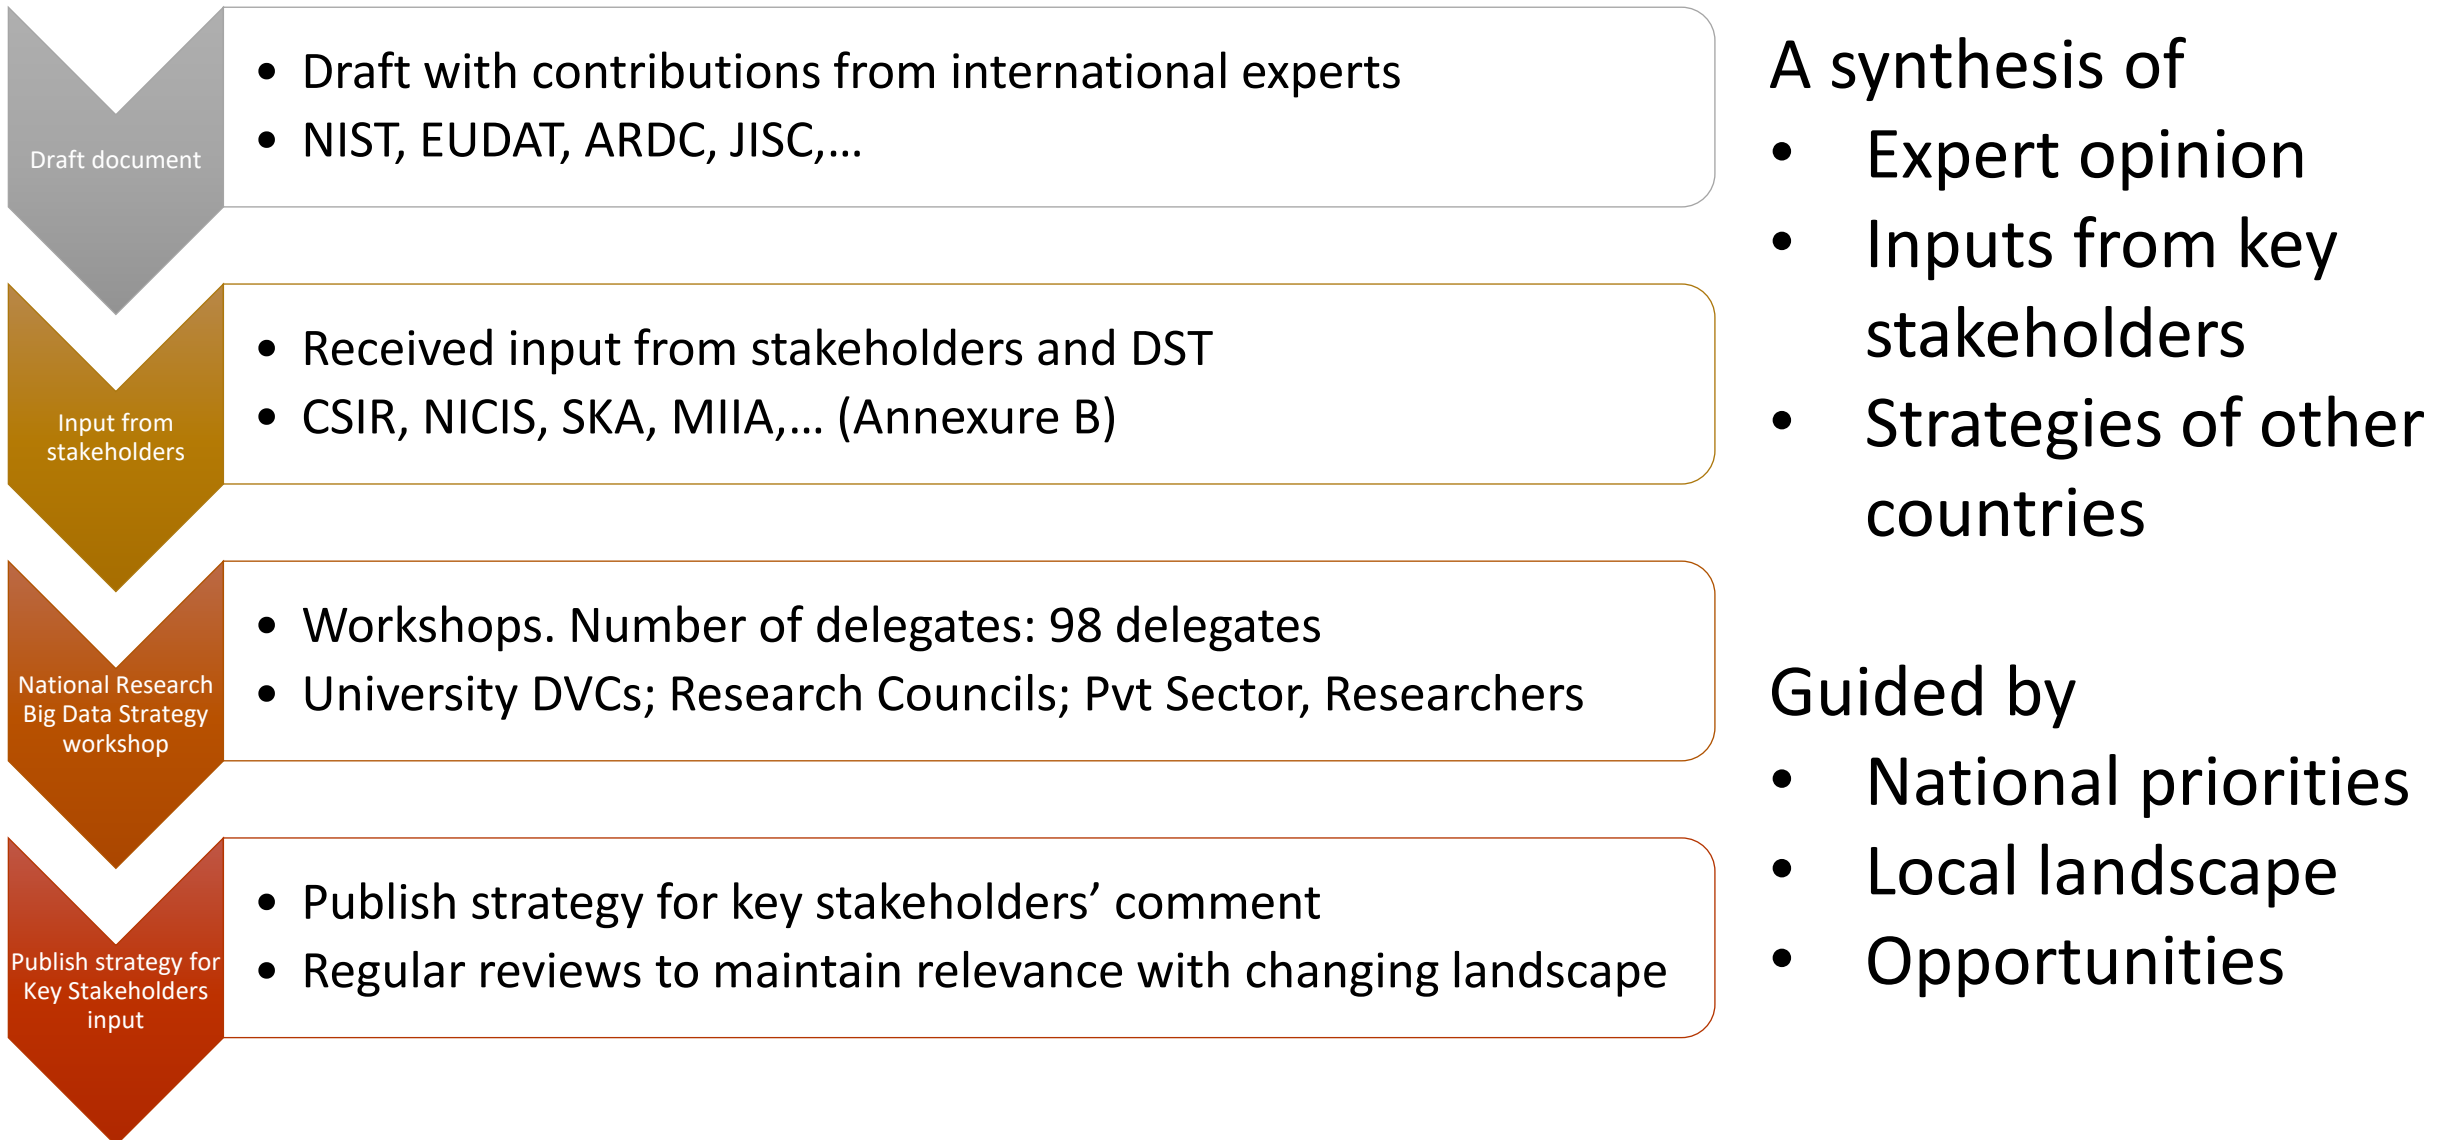 Draft document
• Draft with contributions from international experts
• NIST, EUDAT, ARDC, JISC,…
Input from
stakeholders
• Received input from stakeholders and DST
• CSIR, NICIS, SKA, MIIA,… (Annexure B)
National Research
Big Data Strategy
workshop
• Workshops. Number of delegates: 98 delegates
• University DVCs; Research Councils; Pvt Sector, Researchers
Publish strategy for
Key Stakeholders
input
• Publish strategy for key stakeholders’ comment
• Regular reviews to maintain relevance with changing landscape
A synthesis of
• Expert opinion
• Inputs from key
stakeholders
• Strategies of other
countries
Guided by
• National priorities
• Local landscape
• Opportunities